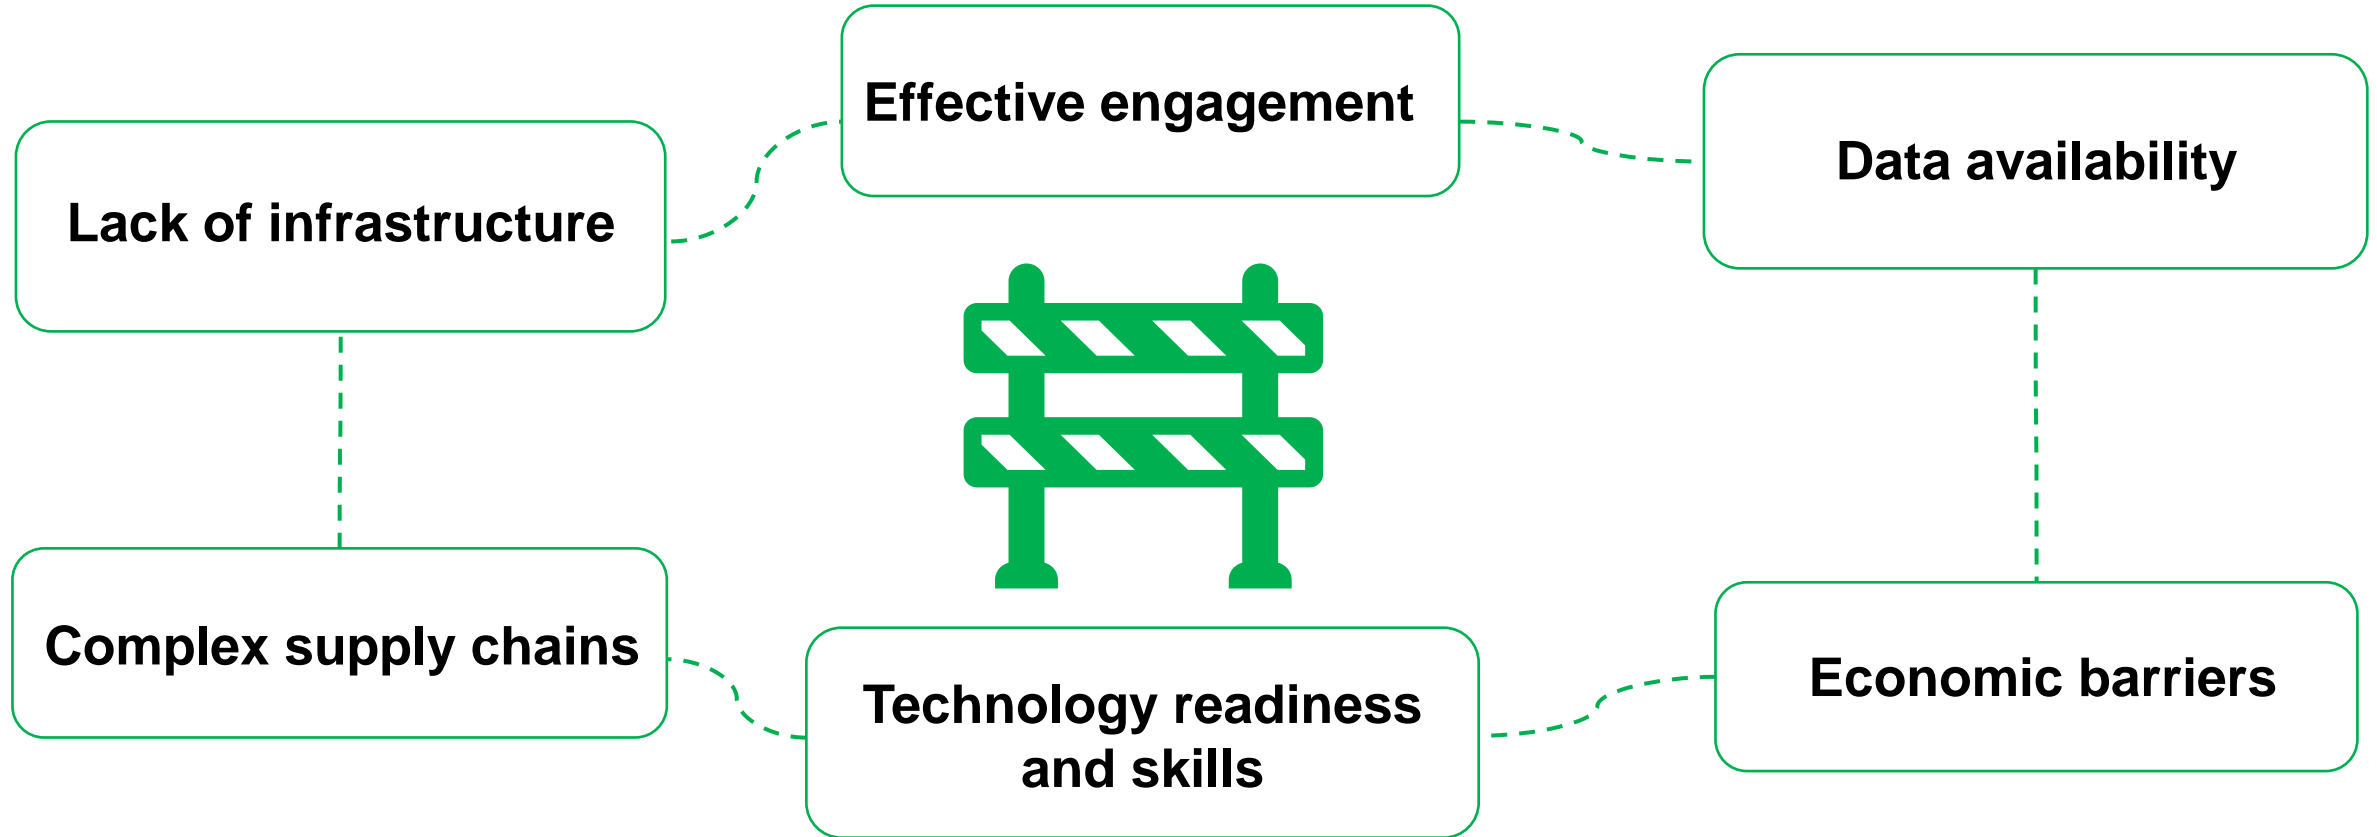 Effective engagement
Data availability
Lack of infrastructure
Complex supply chains
Economic barriers
Technology readiness
and skills